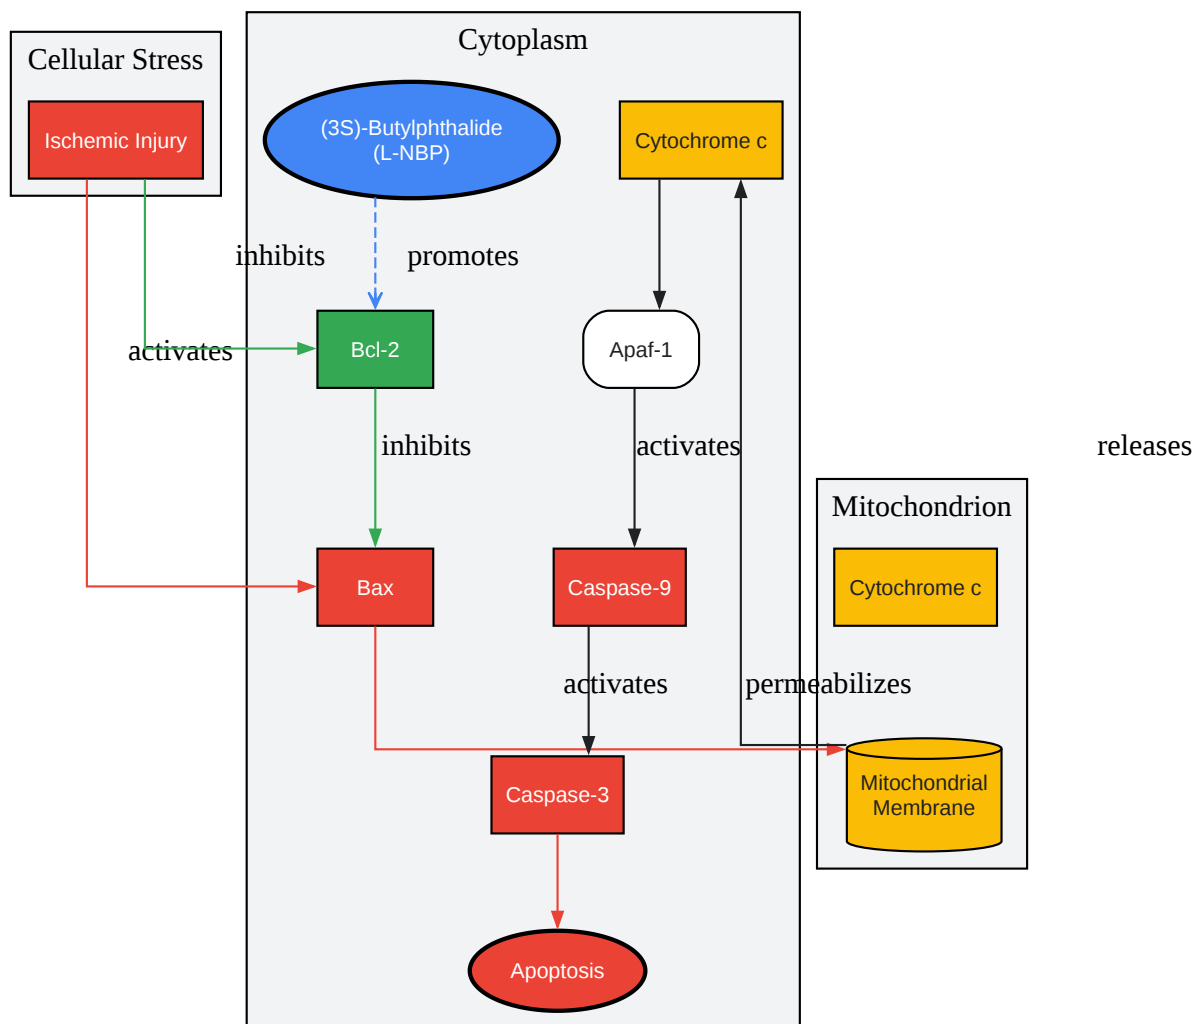 Cellular Stress
Cytoplasm
Ischemic Injury
(3S)-Butylphthalide
(L-NBP)
Cytochrome c
inhibits
promotes
activates
Bcl-2
Apaf-1
inhibits
activates
releases
Mitochondrion
Bax
Caspase-9
Cytochrome c
activates
permeabilizes
Mitochondrial
Membrane
Caspase-3
Apoptosis